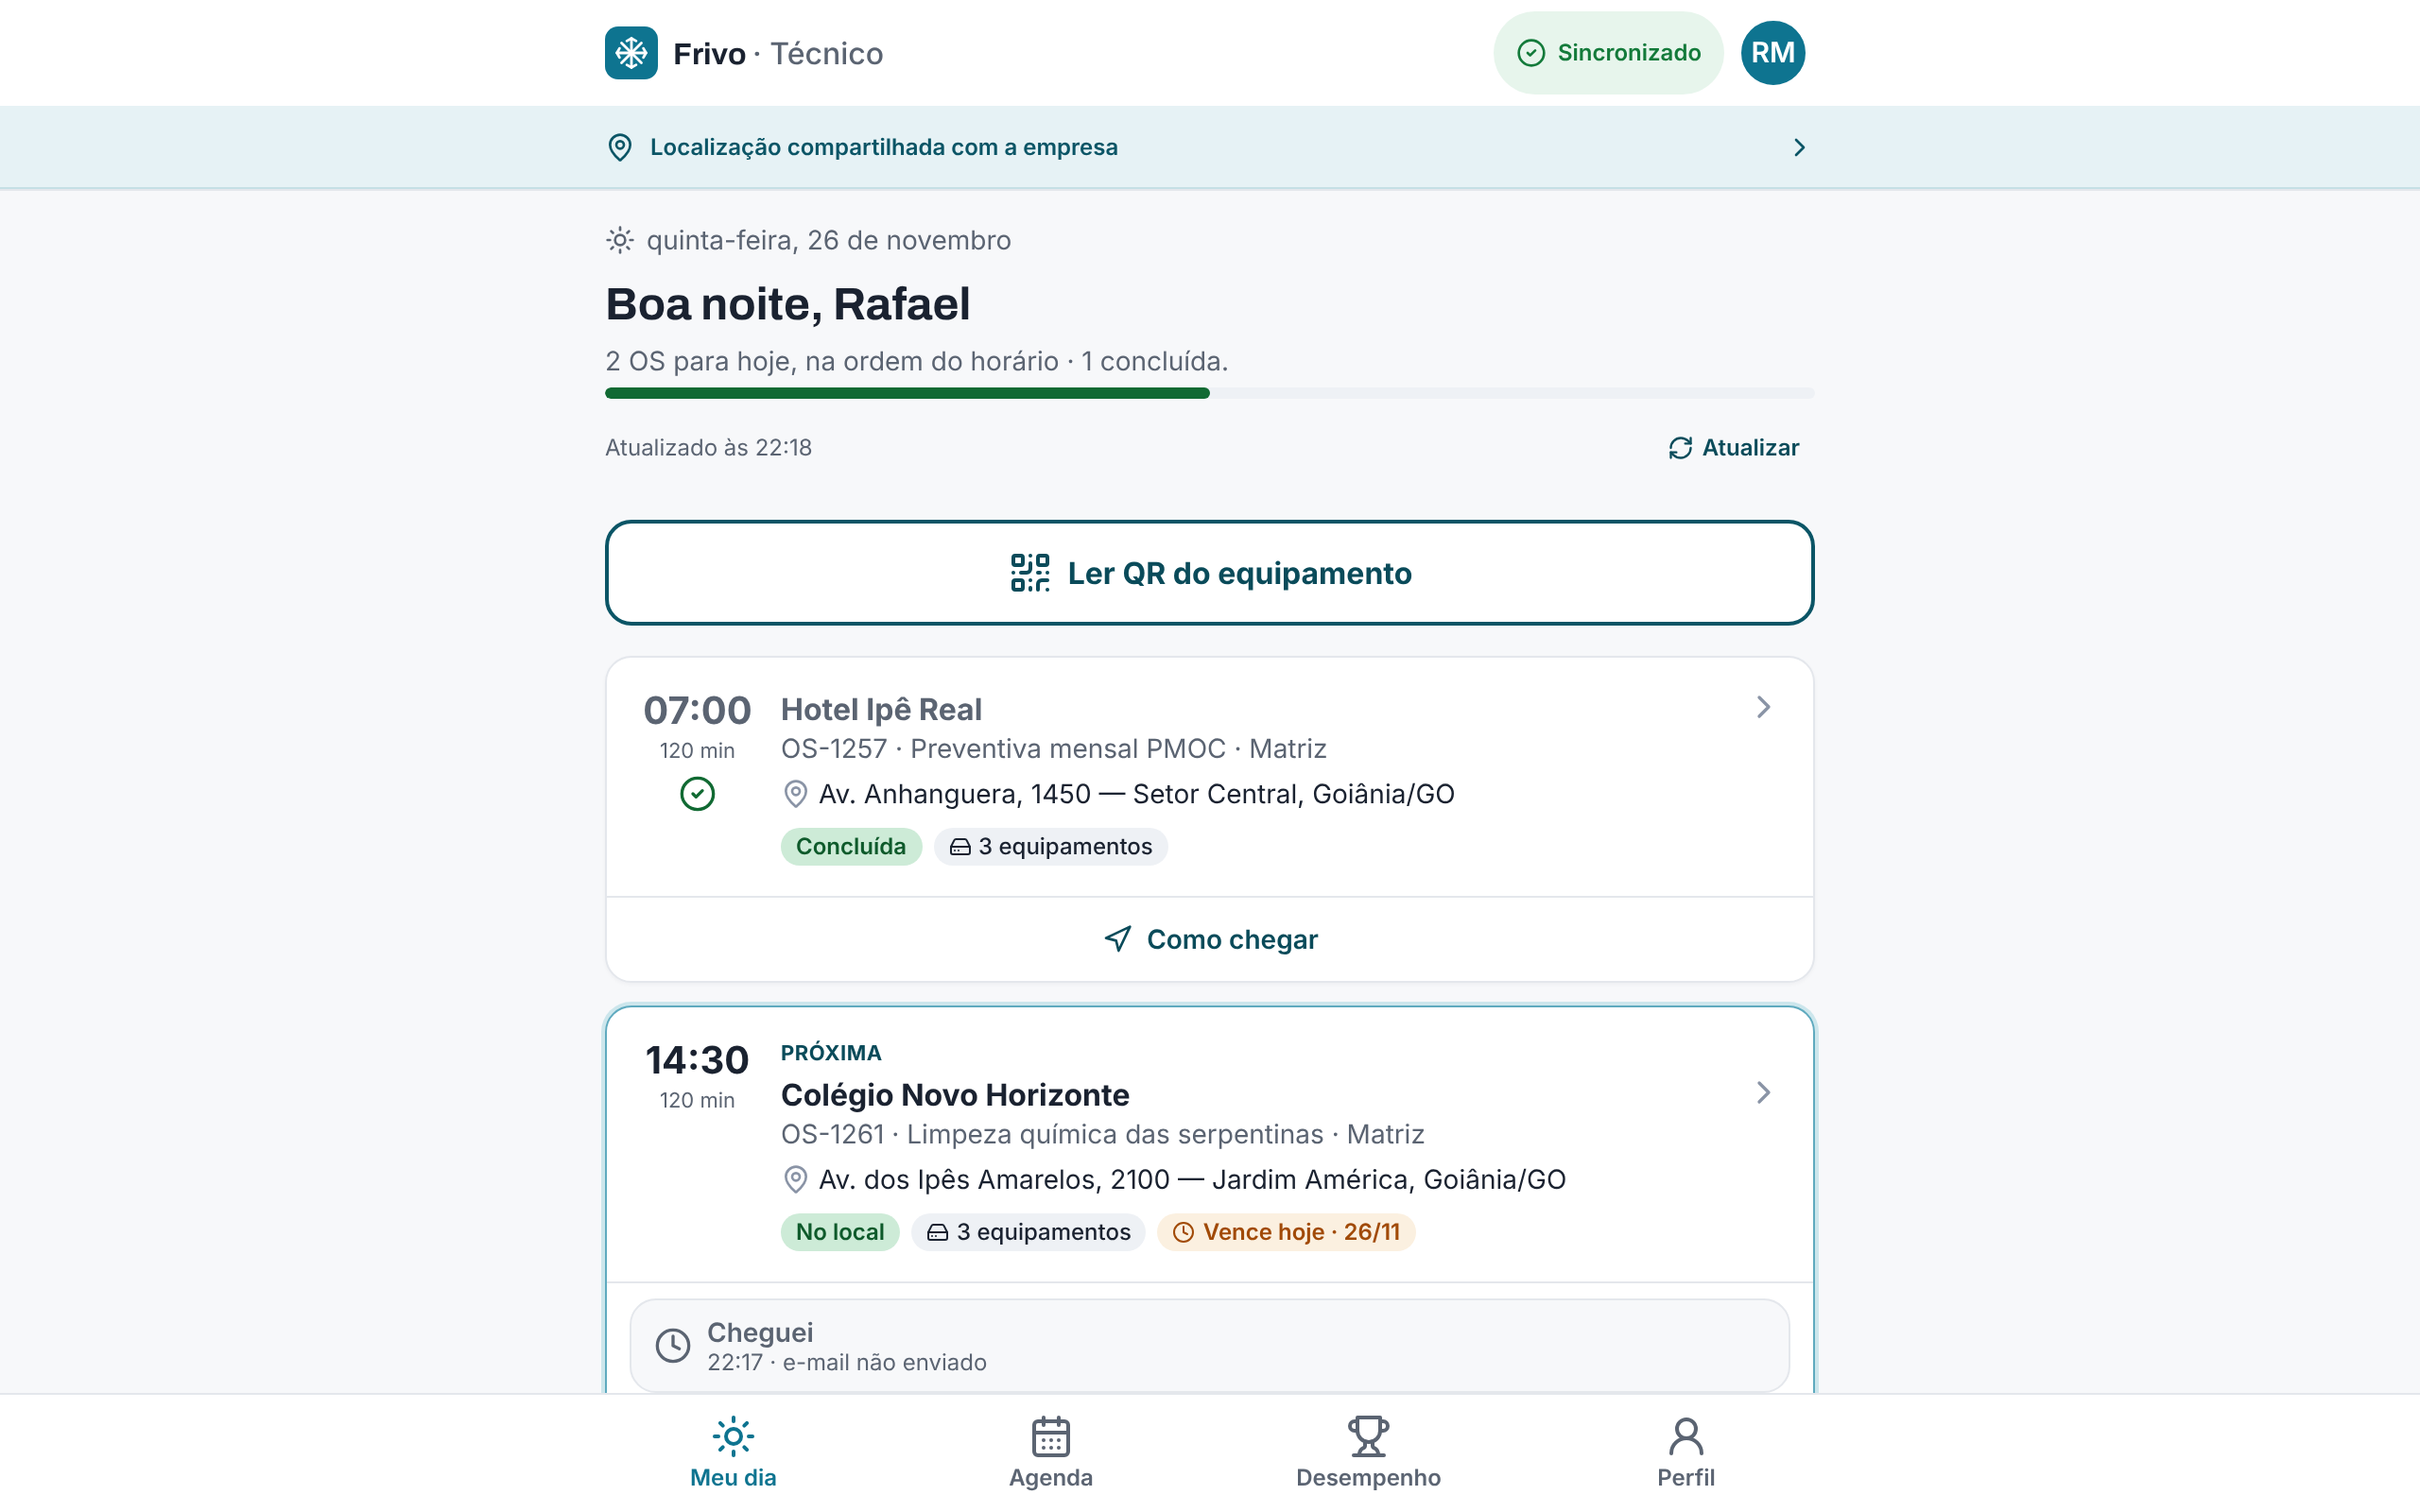 Frivo · Técnico
Sincronizado
RM
Localização compartilhada com a empresa
quinta-feira, 26 de novembro
Boa noite, Rafael
2 OS para hoje, na ordem do horário · 1 concluída.
Atualizado às 22:18
Atualizar
Ler QR do equipamento
07:00
120 min
Hotel Ipê Real
OS-1257 · Preventiva mensal PMOC · Matriz
Av. Anhanguera, 1450 — Setor Central, Goiânia/GO
Concluída
3 equipamentos
Como chegar
14:30
120 min
PRÓXIMA
Colégio Novo Horizonte
OS-1261 · Limpeza química das serpentinas · Matriz
Av. dos Ipês Amarelos, 2100 — Jardim América, Goiânia/GO
No local
3 equipamentos
Vence hoje · 26/11
Cheguei
22:17 · e-mail não enviado
Meu dia
Agenda
Desempenho
Perfil